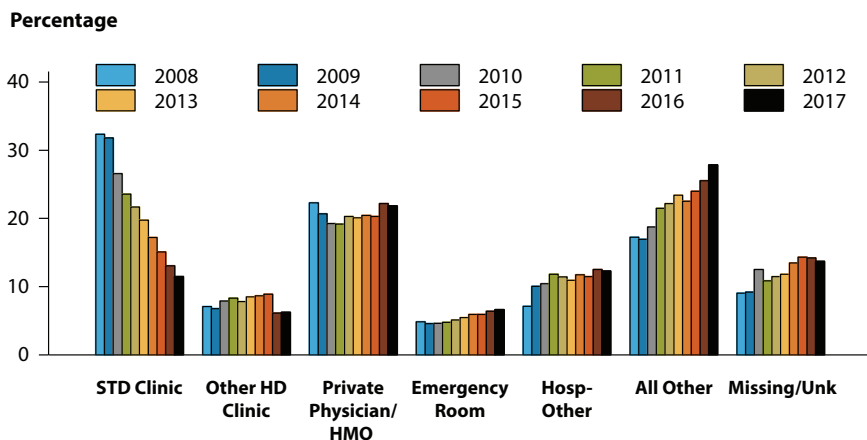 Percentage
2008 2009 2010 2011 2012
2013 2014 2015 2016 2017
40
30
20
10
0
STD Clinic
Other HD
Clinic
Private
Physician/
HMO
Emergency
Room
Hosp-
Other
All Other
Missing/Unk